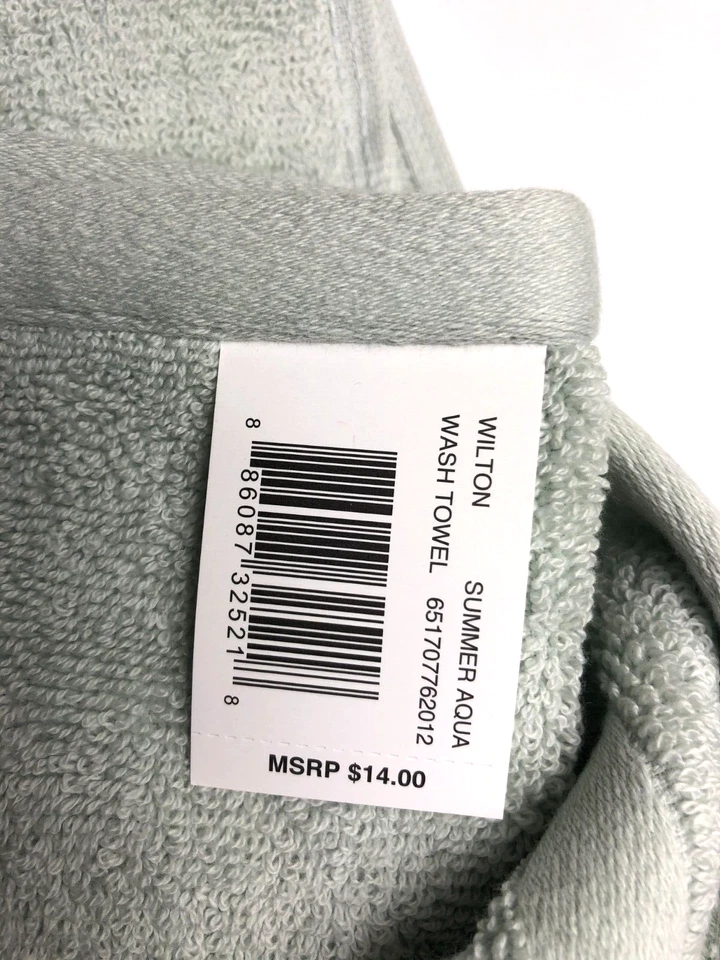 WILTON SUMMER AQUA
WASH TOWEL 651707762012
8 86087 32521 8
MSRP $14.00